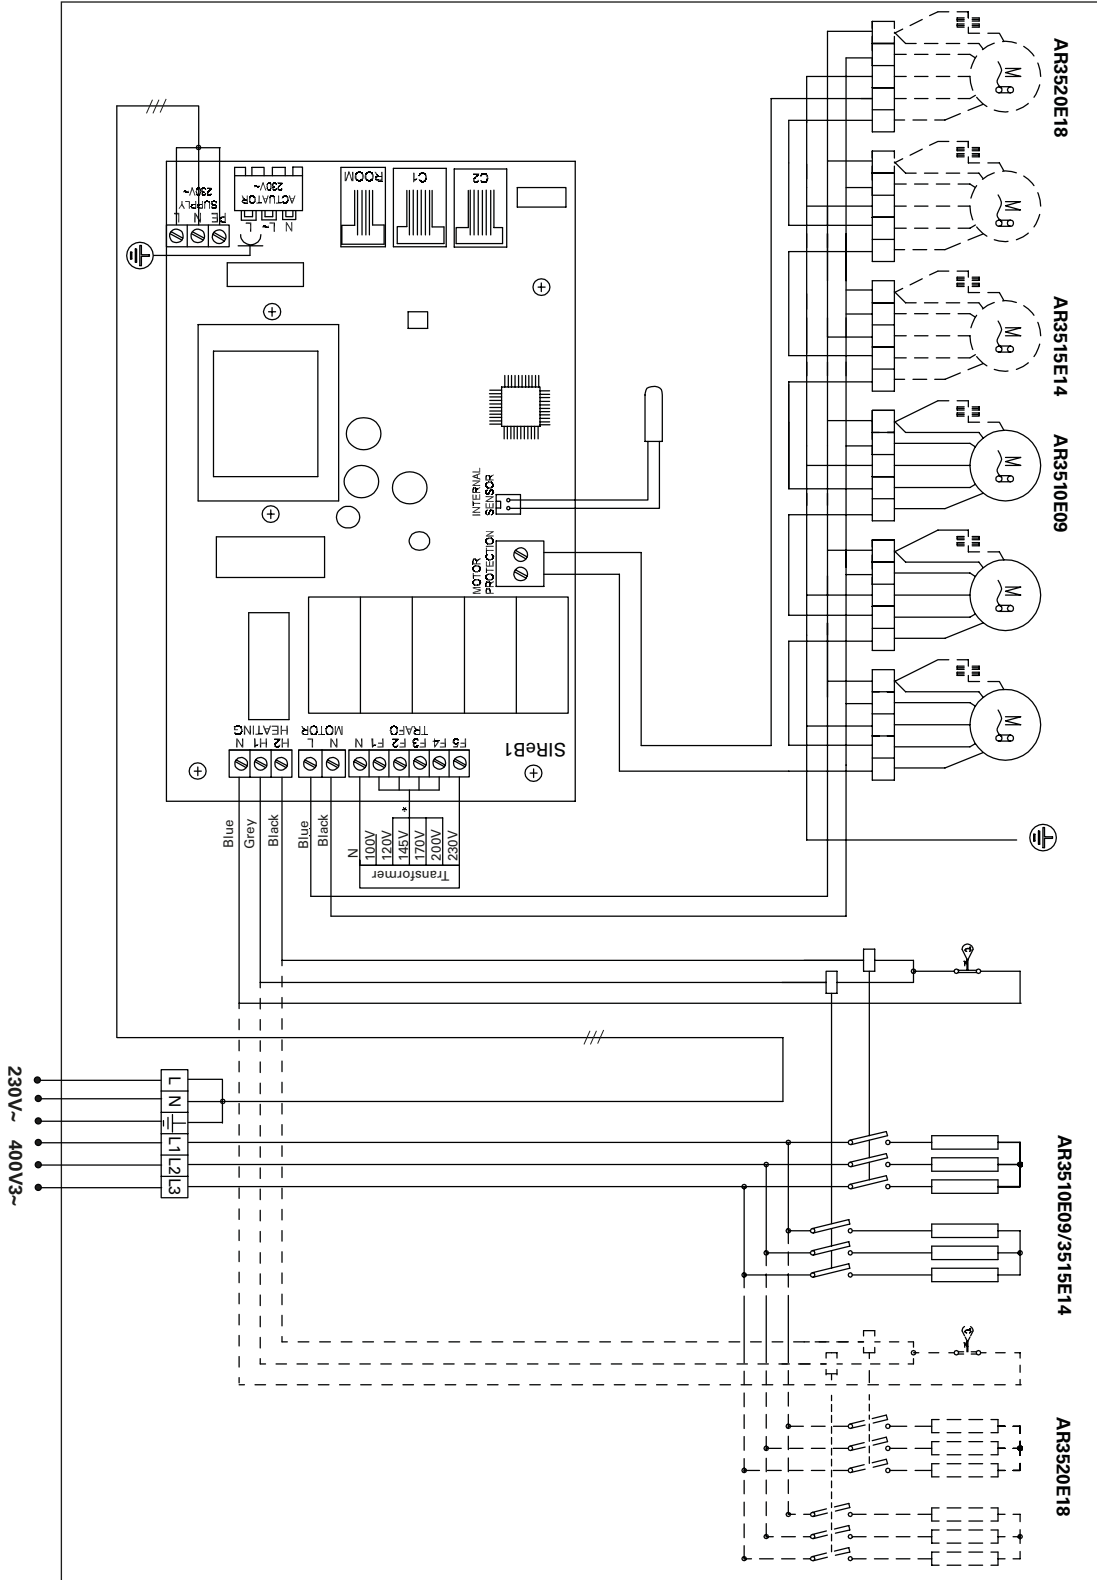 AR3520E18
M
M
AR3515E14
M
AR3510E09
M
M
M
ROOM
C1
C2
ACTUATOR
230V~
L
L~
N
SUPPLY
230V~
L
N
PE
INTERNAL
SENSOR
MOTOR
PROTECTION
SIReB1
HEATING
N
H1
H2
MOTOR
L
N
TRAFO
N
F1
F2
F3
F4
F5
*
Blue
Grey
Black
Blue
Black
N
100V
120V
145V
170V
200V
230V
Transformer
L
N
L1
L2
L3
230V~
400V3~
AR3510E09/3515E14
AR3520E18